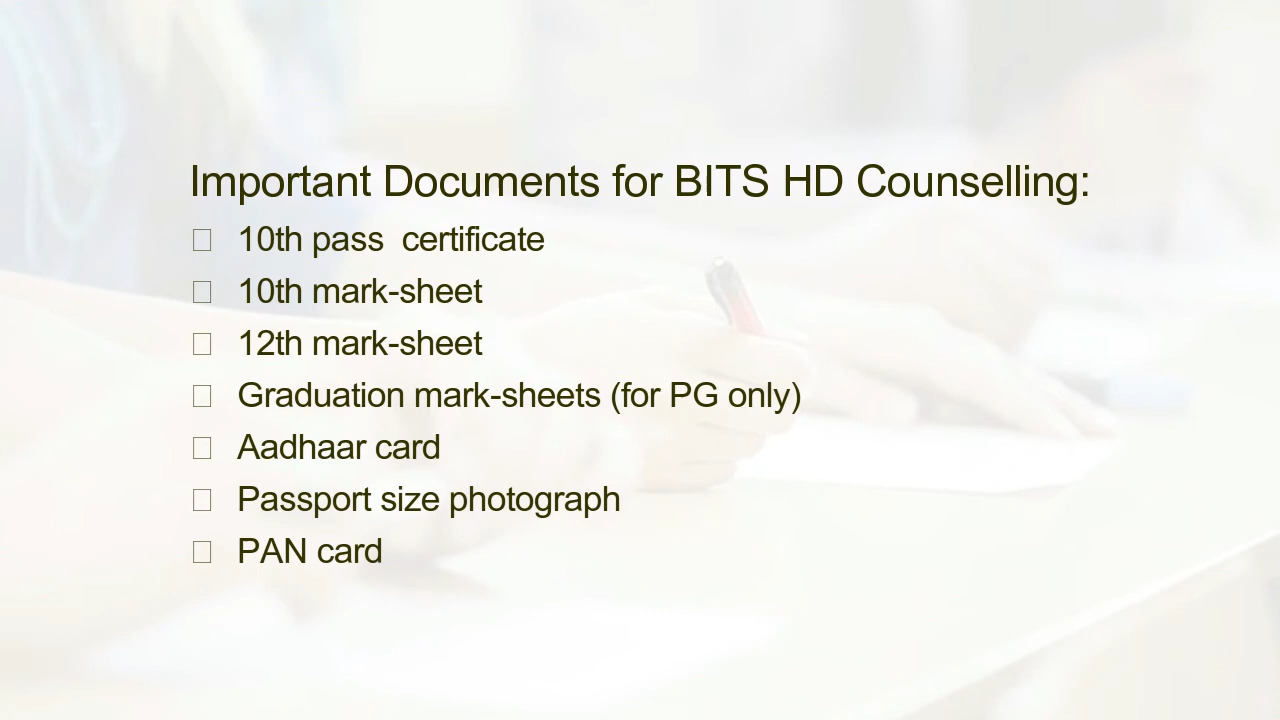 Important Documents for BITS HD Counselling:
□ 10th pass  certificate
□ 10th mark-sheet
□ 12th mark-sheet
□ Graduation mark-sheets (for PG only)
□ Aadhaar card
□ Passport size photograph
□ PAN card